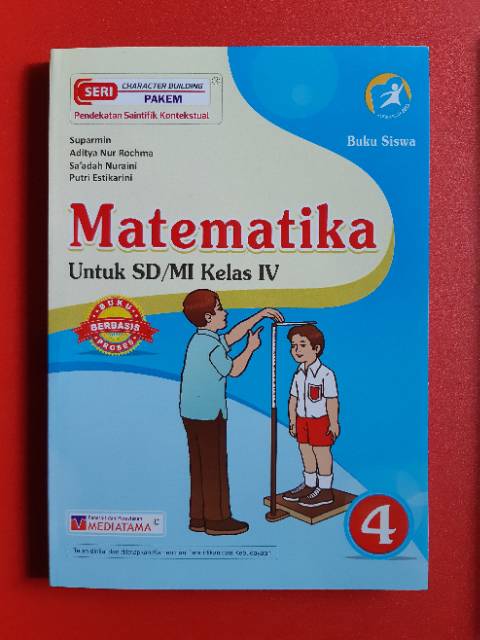 SERI
CHARACTER BUILDING
PAKEM
Pendekatan Saintifik Kontekstual
Suparmin
Aditya Nur Rochma
Sa'adah Nuraini
Putri Estikarini
Buku Siswa
Matematika
Untuk SD/MI Kelas IV
BUKU
BERBASIS
PROSES
MEDIATAMA
4